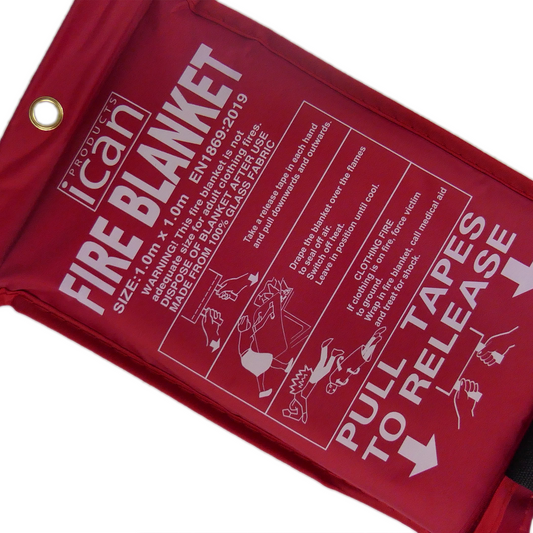 PRODUCTS
ican
FIRE BLANKET
SIZE: 1.0m x 1.0m EN1869:2019
WARNING! This fire blanket is not
adequate size for adult clothing fires.
DISPOSE OF BLANKET AFTER USE
MADE FROM 100% GLASS FABRIC
Take a release tape in each hand
and pull downwards and outwards.
Drape the blanket over the flames
to seal off air.
Switch off heat.
Leave in position until cool.
CLOTHING FIRE
If clothing is on fire, force victim
to ground.
Wrap in fire blanket, call medical aid
and treat for shock.
PULL TAPES
TO RELEASE